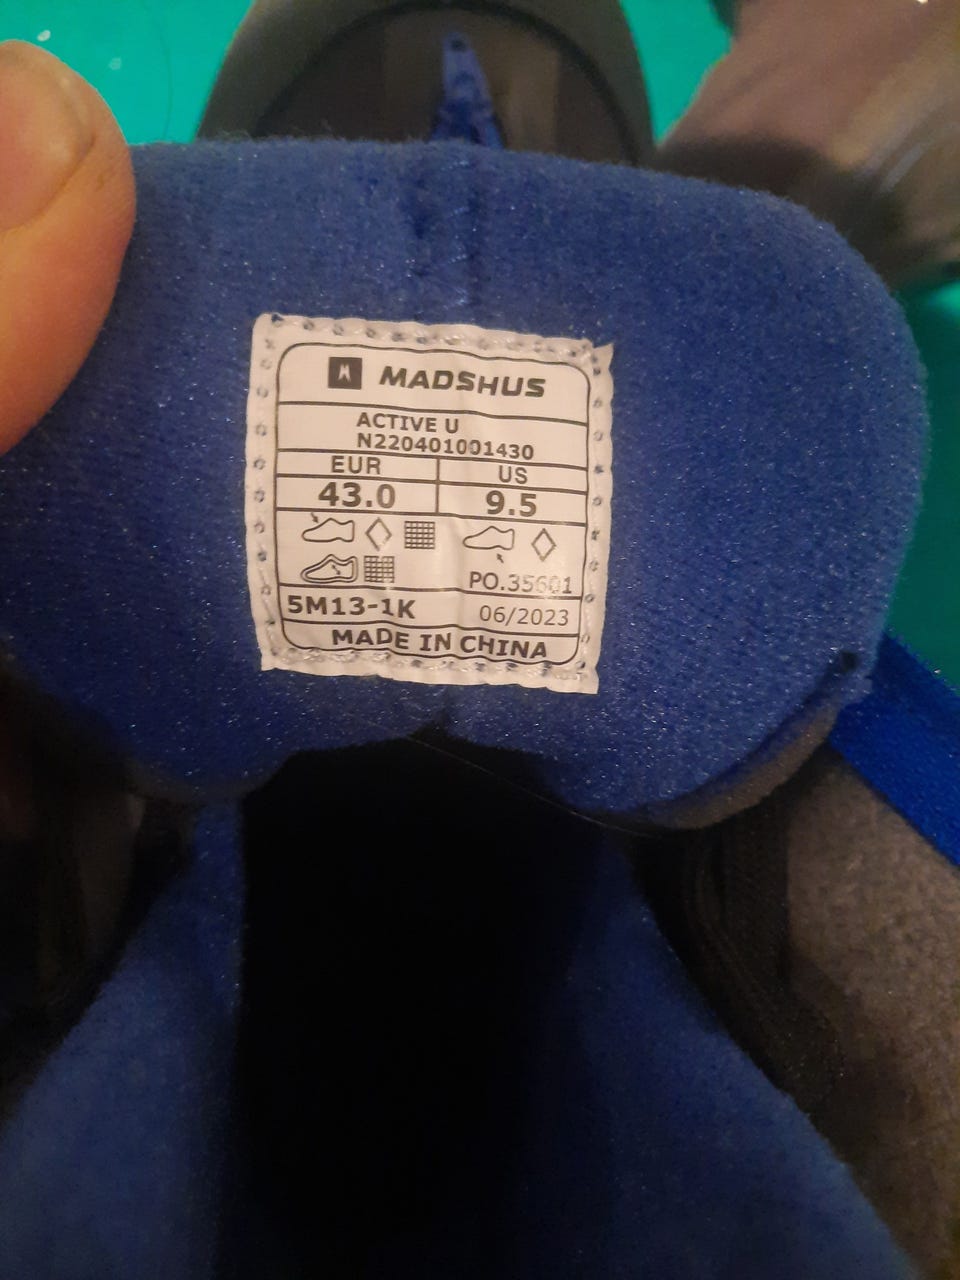 MADSHUS
ACTIVE U
N220401001430
EUR US
43.0 9.5
PO.35601
5M13-1K 06/2023
MADE IN CHINA